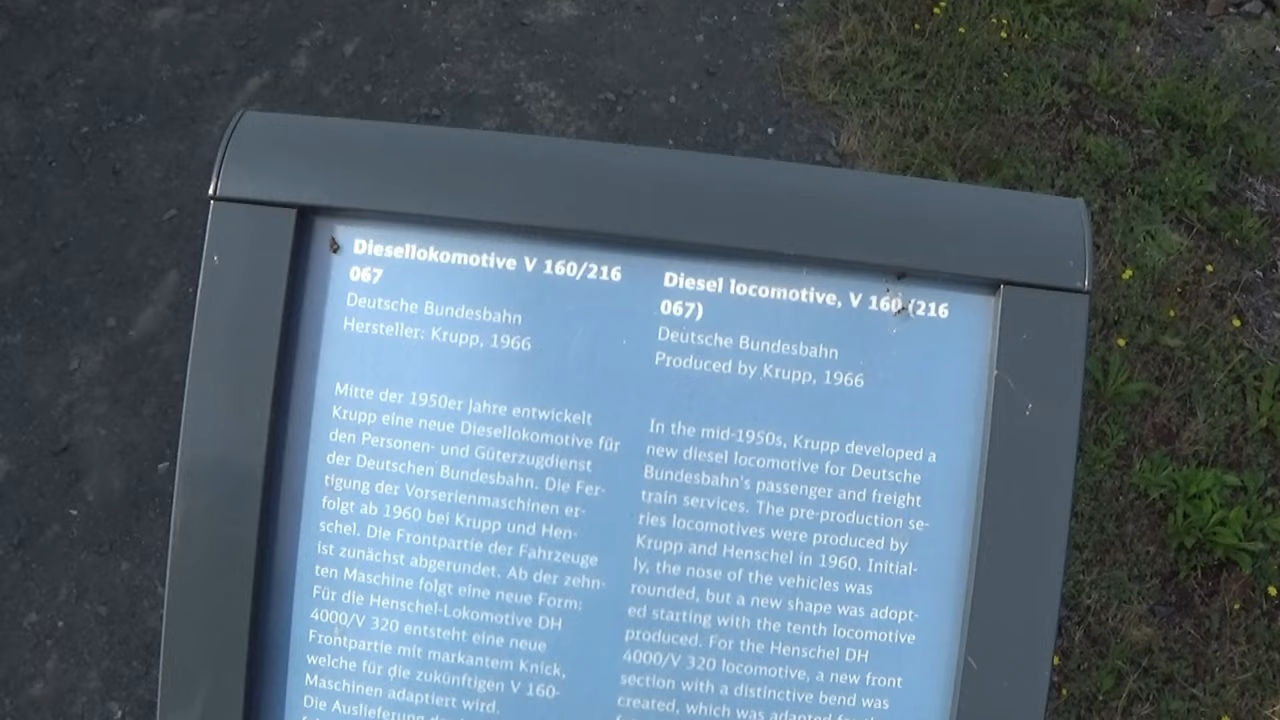 Diesellokomotive V 160/216
067
Deutsche Bundesbahn
Hersteller: Krupp, 1966
Mitte der 1950er Jahre entwickelt
Krupp eine neue Diesellokomotive für
den Personen- und Güterzugdienst
der Deutschen Bundesbahn. Die Fer-
tigung der Vorserienmaschinen er-
folgt ab 1960 bei Krupp und Hen-
schel. Die Frontpartie der Fahrzeuge
ist zunächst abgerundet. Ab der zehn-
ten Maschine folgt eine neue Form:
Für die Henschel-Lokomotive DH
4000/V 320 entsteht eine neue
Frontpartie mit markantem Knick,
welche für die zukünftigen V 160-
Maschinen adaptiert wird.
Die Auslieferung
Diesel locomotive, V 160 (216
067)
Deutsche Bundesbahn
Produced by Krupp, 1966
In the mid-1950s, Krupp developed a
new diesel locomotive for Deutsche
Bundesbahn's passenger and freight
train services. The pre-production se-
ries locomotives were produced by
Krupp and Henschel in 1960. Initial-
ly, the nose of the vehicles was
rounded, but a new shape was adopt-
ed starting with the tenth locomotive
produced. For the Henschel DH
4000/V 320 locomotive, a new front
section with a distinctive bend was
created, which was adapted